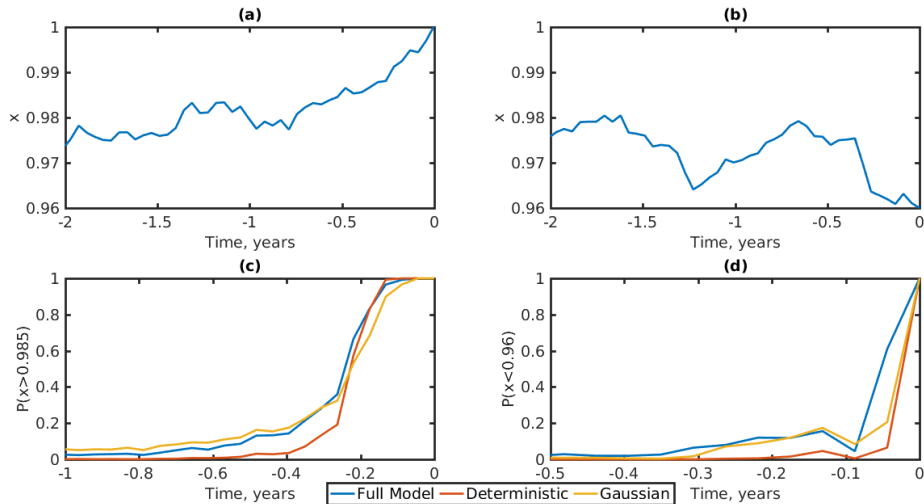 (a)
1
0.99
0.98
0.97
0.96
x
-2 -1.5 -1 -0.5 0
Time, years
(b)
1
0.99
0.98
0.97
0.96
x
-2 -1.5 -1 -0.5 0
Time, years
(c)
1
0.8
0.6
0.4
0.2
0
P(x>0.985)
-1 -0.8 -0.6 -0.4 -0.2 0
Time, years
(d)
1
0.8
0.6
0.4
0.2
0
P(x<0.96)
-0.5 -0.4 -0.3 -0.2 -0.1 0
Time, years
Full Model Deterministic Gaussian